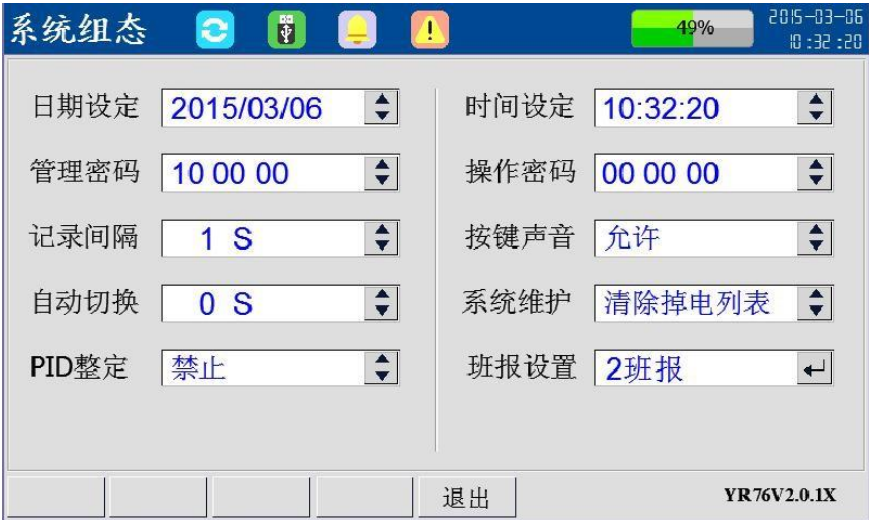 系统组态
49%
2015-03-06
10:32:20
日期设定 2015/03/06
时间设定 10:32:20
管理密码 10 00 00
操作密码 00 00 00
记录间隔 1 S
按键声音 允许
自动切换 0 S
系统维护 清除掉电列表
PID整定 禁止
班报设置 2班报
退出
YR76V2.0.1X